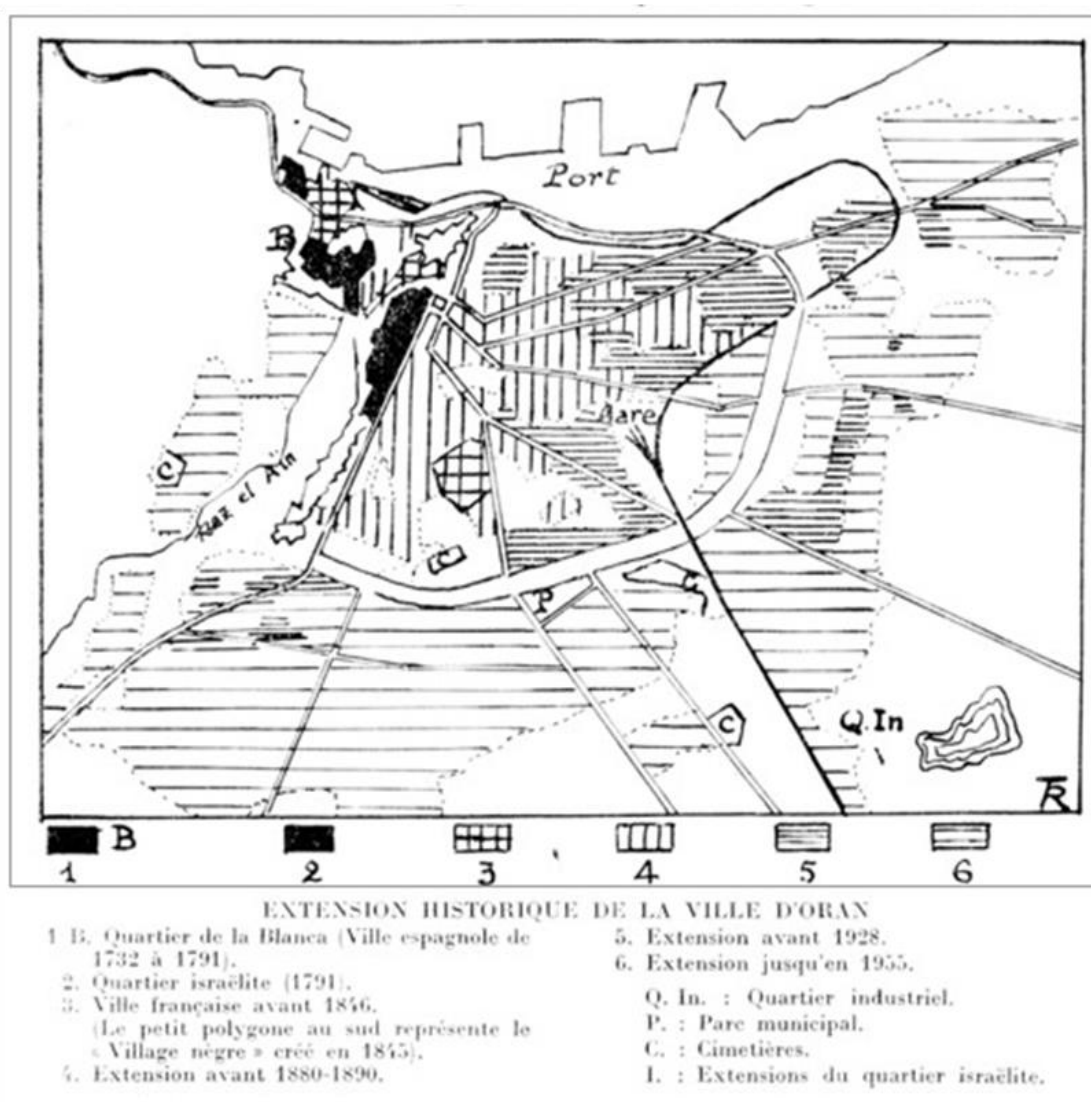 Port
B
Gare
C
Raz el Aïn
I
C
P
C
C
Q. In
TR
B
1 2 3 4 5 6
EXTENSION HISTORIQUE DE LA VILLE D'ORAN
1 B. Quartier de la Blanca (Ville espagnole de
1732 à 1791).
2. Quartier israëlite (1791).
3. Ville française avant 1846.
(Le petit polygone au sud représente le
« Village nègre » créé en 1845).
4. Extension avant 1880-1890.
5. Extension avant 1928.
6. Extension jusqu'en 1955.
Q. In. : Quartier industriel.
P. : Parc municipal.
C. : Cimetières.
I. : Extensions du quartier israëlite.